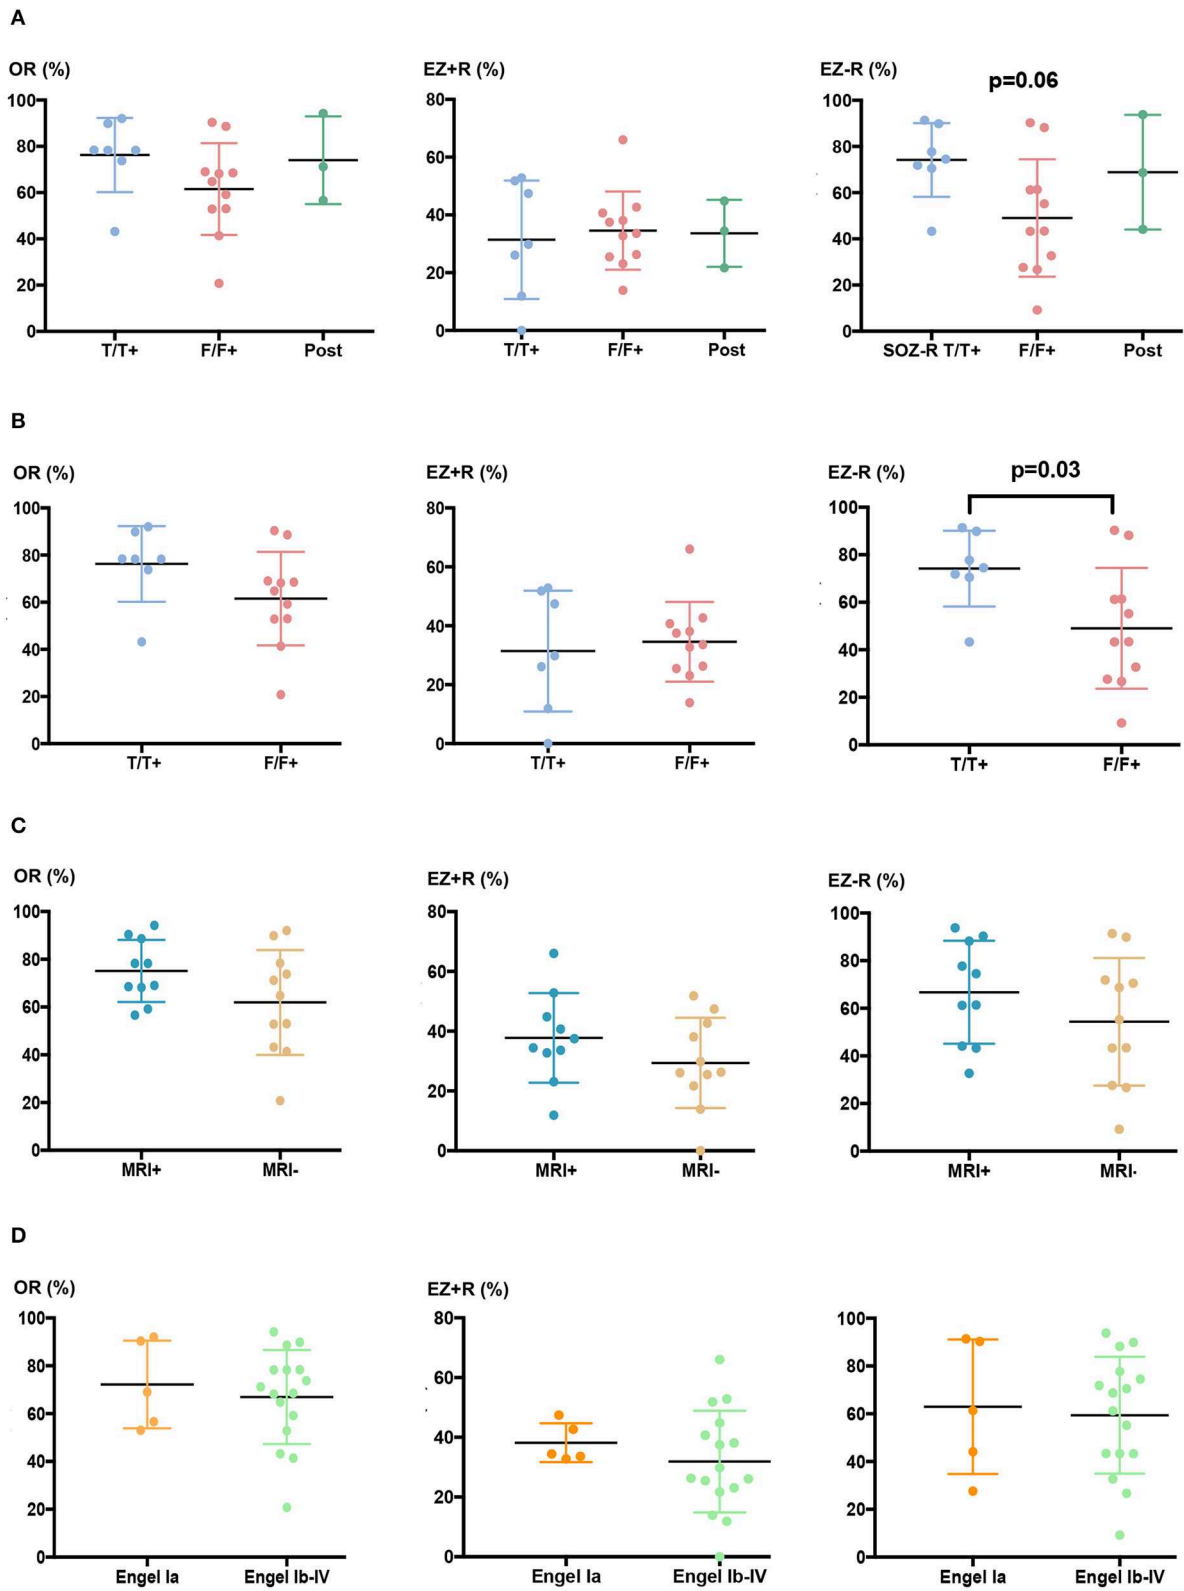 A
OR (%)
EZ+R (%)
EZ-R (%)
p=0.06
100
80
60
40
20
0
T/T+
F/F+
Post
80
60
40
20
0
T/T+
F/F+
Post
100
80
60
40
20
0
SOZ-R T/T+
F/F+
Post
B
OR (%)
EZ+R (%)
EZ-R (%)
p=0.03
100
80
60
40
20
0
T/T+
F/F+
80
60
40
20
0
T/T+
F/F+
100
80
60
40
20
0
T/T+
F/F+
C
OR (%)
EZ+R (%)
EZ-R (%)
100
80
60
40
20
0
MRI+
MRI-
80
60
40
20
0
MRI+
MRI-
100
80
60
40
20
0
MRI+
MRI-
D
OR (%)
EZ+R (%)
100
80
60
40
20
0
Engel Ia
Engel Ib-IV
80
60
40
20
0
Engel Ia
Engel Ib-IV
100
80
60
40
20
0
Engel Ia
Engel Ib-IV